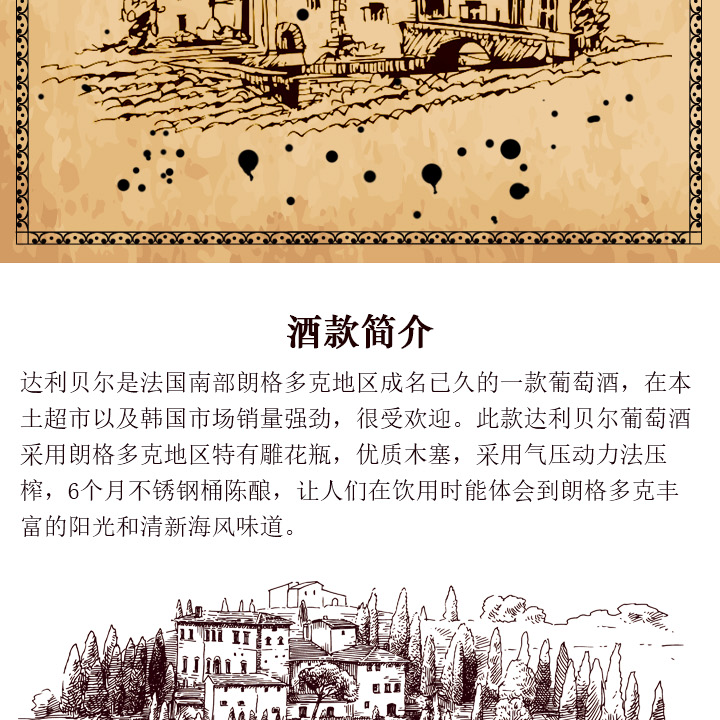 酒款简介
达利贝尔是法国南部朗格多克地区成名已久的一款葡萄酒，在本
土超市以及韩国市场销量强劲，很受欢迎。此款达利贝尔葡萄酒
采用朗格多克地区特有雕花瓶，优质木塞，采用气压动力法压
榨，6个月不锈钢桶陈酿，让人们在饮用时能体会到朗格多克丰
富的阳光和清新海风味道。